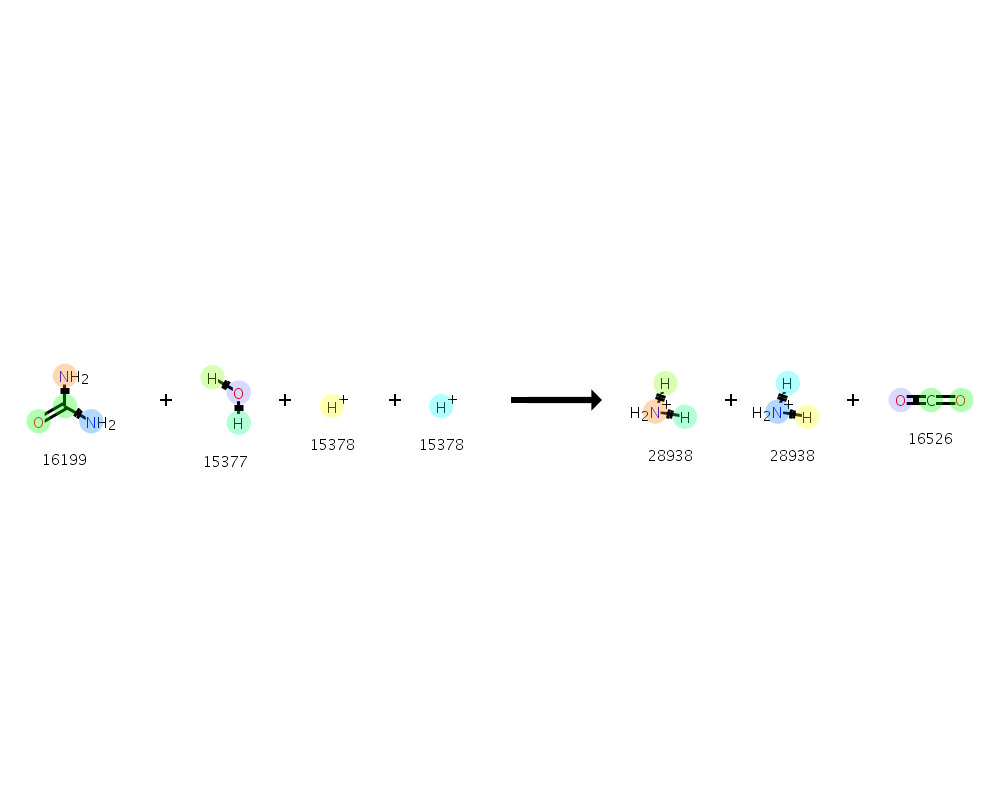 NH2
O
NH2
16199
+
H
O
H
15377
+
H+
15378
+
H+
15378
H
H2N+
H
28938
+
H
H2N+
H
28938
+
O C O
16526